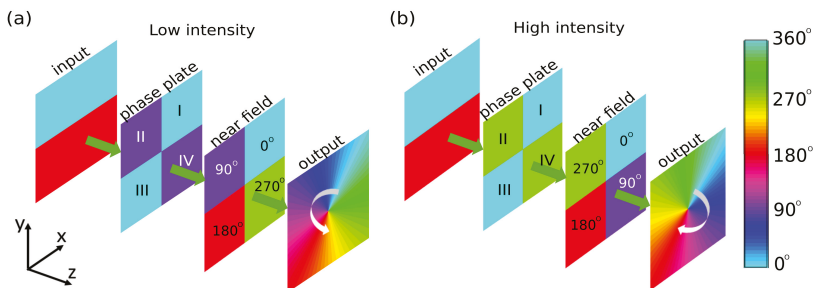 (a)
Low intensity
input
phase plate
I
II
III
IV
near field
0°
90°
180°
270°
output
y
x
z
(b)
High intensity
input
phase plate
I
II
III
IV
near field
0°
270°
180°
90°
output
360°
270°
180°
90°
0°